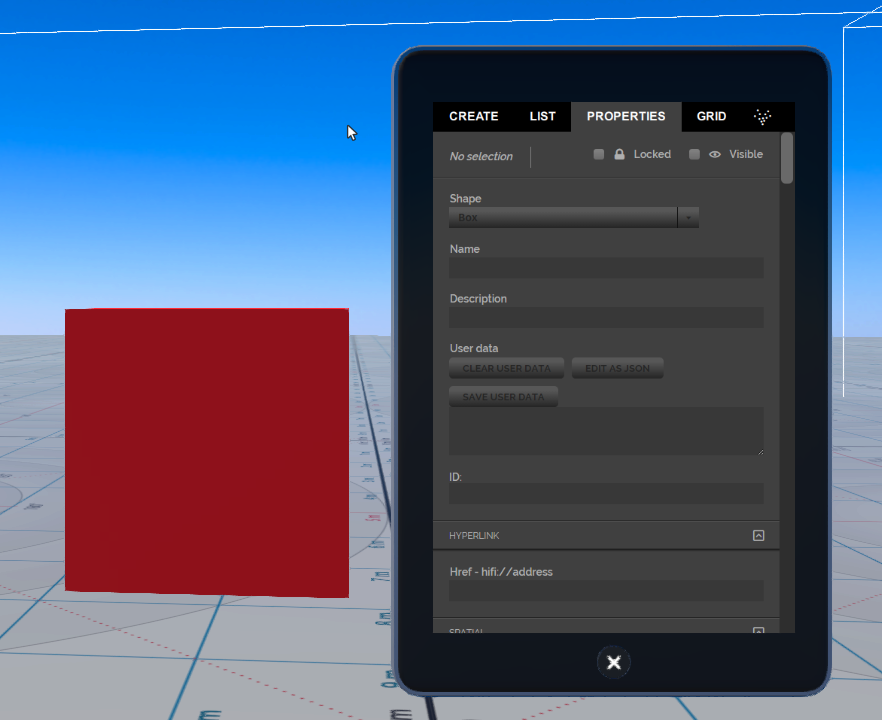 CREATE LIST PROPERTIES GRID
No selection Locked Visible
Shape
Box
Name
Description
User data
CLEAR USER DATA EDIT AS JSON
SAVE USER DATA
ID:
HYPERLINK
Href - hifi://address
SPATIAL